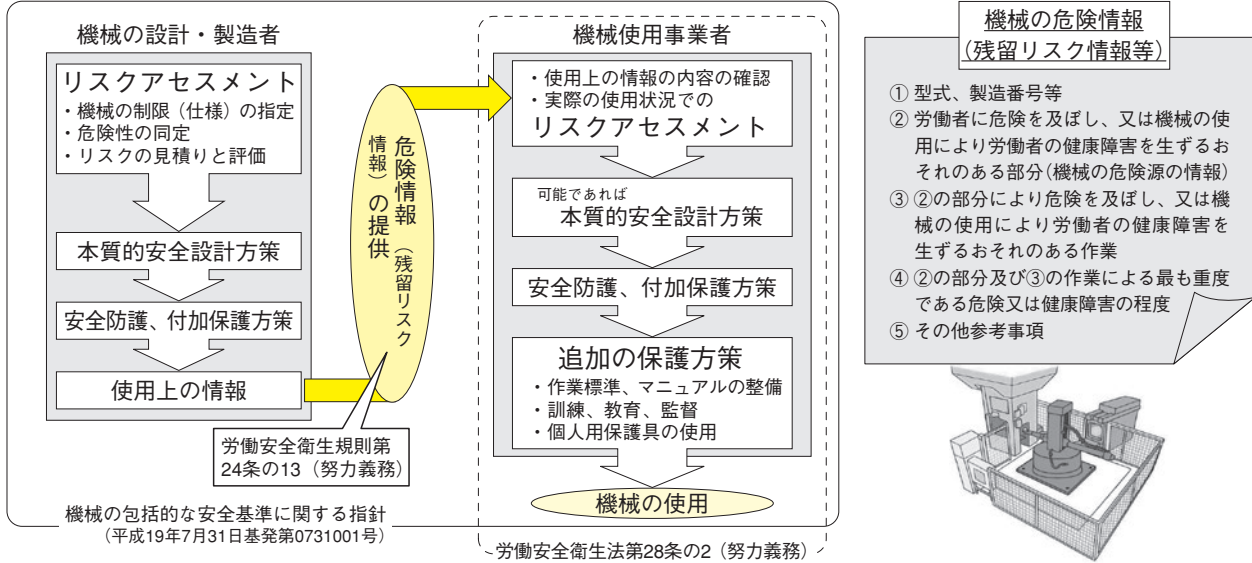 機械の設計・製造者
リスクアセスメント
・機械の制限（仕様）の指定
・危険性の同定
・リスクの見積りと評価
本質的安全設計方策
安全防護、付加保護方策
使用上の情報
危険情報（残留リスク
情報）の提供
労働安全衛生規則第
24条の13（努力義務）
機械の包括的な安全基準に関する指針
（平成19年7月31日基発第0731001号）
機械使用事業者
・使用上の情報の内容の確認
・実際の使用状況での
リスクアセスメント
可能であれば
本質的安全設計方策
安全防護、付加保護方策
追加の保護方策
・作業標準、マニュアルの整備
・訓練、教育、監督
・個人用保護具の使用
機械の使用
労働安全衛生法第28条の2（努力義務）
機械の危険情報
（残留リスク情報等）
① 型式、製造番号等
② 労働者に危険を及ぼし、又は機械の使
用により労働者の健康障害を生ずるお
それのある部分（機械の危険源の情報）
③ ②の部分により危険を及ぼし、又は機
械の使用により労働者の健康障害を
生ずるおそれのある作業
④ ②の部分及び③の作業による最も重度
である危険又は健康障害の程度
⑤ その他参考事項